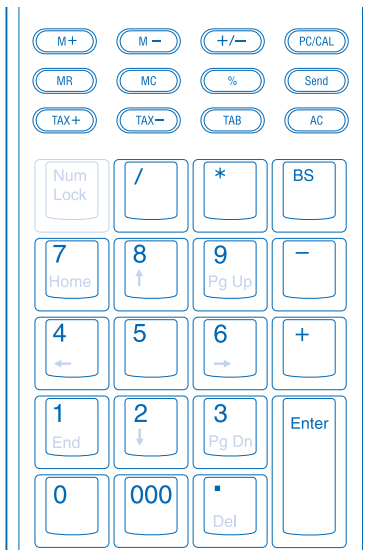 M+ M− +/− PC/CAL
MR MC % Send
TAX+ TAX− TAB AC
Num / * BS
Lock
7 8 9 −
Home ↑ Pg Up
4 5 6 +
← →
1 2 3 Enter
End ↓ Pg Dn
0 000 .
Del